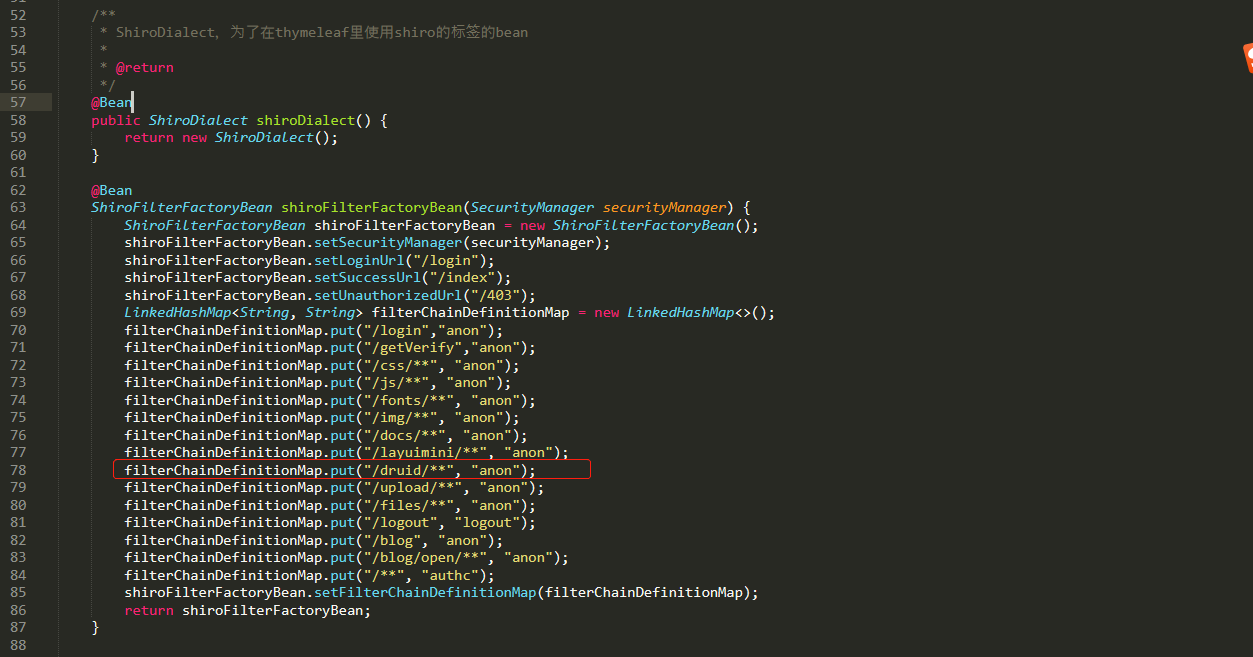 52 /**
53 * ShiroDialect, 为了在thymeleaf里使用shiro的标签的bean
54 *
55 * @return
56 */
57 @Bean
58 public ShiroDialect shiroDialect() {
59 return new ShiroDialect();
60 }
61
62 @Bean
63 ShiroFilterFactoryBean shiroFilterFactoryBean(SecurityManager securityManager) {
64 ShiroFilterFactoryBean shiroFilterFactoryBean = new ShiroFilterFactoryBean();
65 shiroFilterFactoryBean.setSecurityManager(securityManager);
66 shiroFilterFactoryBean.setLoginUrl("/login");
67 shiroFilterFactoryBean.setSuccessUrl("/index");
68 shiroFilterFactoryBean.setUnauthorizedUrl("/403");
69 LinkedHashMap<String, String> filterChainDefinitionMap = new LinkedHashMap<>();
70 filterChainDefinitionMap.put("/login","anon");
71 filterChainDefinitionMap.put("/getVerify","anon");
72 filterChainDefinitionMap.put("/css/**", "anon");
73 filterChainDefinitionMap.put("/js/**", "anon");
74 filterChainDefinitionMap.put("/fonts/**", "anon");
75 filterChainDefinitionMap.put("/img/**", "anon");
76 filterChainDefinitionMap.put("/docs/**", "anon");
77 filterChainDefinitionMap.put("/layuimini/**", "anon");
78 filterChainDefinitionMap.put("/druid/**", "anon");
79 filterChainDefinitionMap.put("/upload/**", "anon");
80 filterChainDefinitionMap.put("/files/**", "anon");
81 filterChainDefinitionMap.put("/logout", "logout");
82 filterChainDefinitionMap.put("/blog", "anon");
83 filterChainDefinitionMap.put("/blog/open/**", "anon");
84 filterChainDefinitionMap.put("/**", "authc");
85 shiroFilterFactoryBean.setFilterChainDefinitionMap(filterChainDefinitionMap);
86 return shiroFilterFactoryBean;
87 }
88